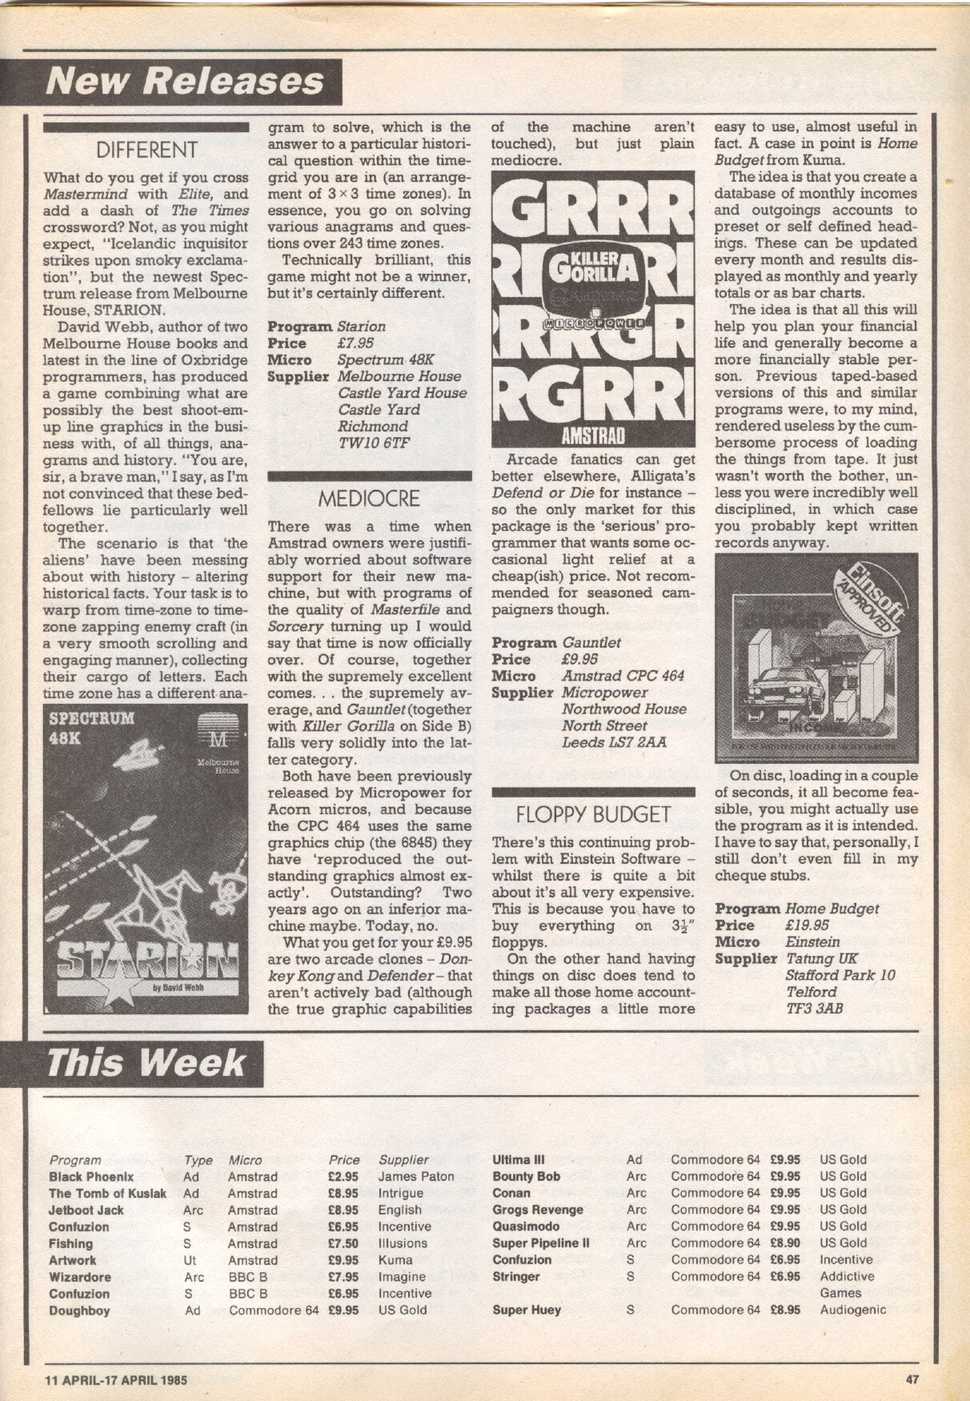 New Releases
DIFFERENT
What do you get if you cross
Mastermind with Elite, and
add a dash of The Times
crossword? Not, as you might
expect, "Icelandic inquisitor
strikes upon smoky exclama-
tion", but the newest Spec-
trum release from Melbourne
House, STARION.
David Webb, author of two
Melbourne House books and
latest in the line of Oxbridge
programmers, has produced
a game combining what are
possibly the best shoot-em-
up line graphics in the busi-
ness with, of all things, ana-
grams and history. "You are,
sir, a brave man," I say, as I'm
not convinced that these bed-
fellows lie particularly well
together.
The scenario is that 'the
aliens' have been messing
about with history – altering
historical facts. Your task is to
warp from time-zone to time-
zone zapping enemy craft (in
a very smooth scrolling and
engaging manner), collecting
their cargo of letters. Each
time zone has a different ana-
SPECTRUM
48K
M
Melbourne
House
STARION
by David Webb
gram to solve, which is the
answer to a particular histori-
cal question within the time-
grid you are in (an arrange-
ment of 3 × 3 time zones). In
essence, you go on solving
various anagrams and ques-
tions over 243 time zones.
Technically brilliant, this
game might not be a winner,
but it's certainly different.
Program Starion
Price £7.95
Micro Spectrum 48K
Supplier Melbourne House
Castle Yard House
Castle Yard
Richmond
TW10 6TF
MEDIOCRE
There was a time when
Amstrad owners were justifi-
ably worried about software
support for their new ma-
chine, but with programs of
the quality of Masterfile and
Sorcery turning up I would
say that time is now officially
over. Of course, together
with the supremely excellent
comes. . . the supremely av-
erage, and Gauntlet (together
with Killer Gorilla on Side B)
falls very solidly into the lat-
ter category.
Both have been previously
released by Micropower for
Acorn micros, and because
the CPC 464 uses the same
graphics chip (the 6845) they
have 'reproduced the out-
standing graphics almost ex-
actly'. Outstanding? Two
years ago on an inferior ma-
chine maybe. Today, no.
What you get for your £9.95
are two arcade clones – Don-
key Kong and Defender – that
aren't actively bad (although
the true graphic capabilities
of the machine aren't
touched), but just plain
mediocre.
GRRR
KILLER
GORILLA
MICROPOWER
RRRGR
RGRR
AMSTRAD
Arcade fanatics can get
better elsewhere, Alligata's
Defend or Die for instance –
so the only market for this
package is the 'serious' pro-
grammer that wants some oc-
casional light relief at a
cheap(ish) price. Not recom-
mended for seasoned cam-
paigners though.
Program Gauntlet
Price £9.95
Micro Amstrad CPC 464
Supplier Micropower
Northwood House
North Street
Leeds LS7 2AA
FLOPPY BUDGET
There's this continuing prob-
lem with Einstein Software –
whilst there is quite a bit
about it's all very expensive.
This is because you have to
buy everything on 3½"
floppys.
On the other hand having
things on disc does tend to
make all those home account-
ing packages a little more
easy to use, almost useful in
fact. A case in point is Home
Budget from Kuma.
The idea is that you create a
database of monthly incomes
and outgoings accounts to
preset or self defined head-
ings. These can be updated
every month and results dis-
played as monthly and yearly
totals or as bar charts.
The idea is that all this will
help you plan your financial
life and generally become a
more financially stable per-
son. Previous taped-based
versions of this and similar
programs were, to my mind,
rendered useless by the cum-
bersome process of loading
the things from tape. It just
wasn't worth the bother, un-
less you were incredibly well
disciplined, in which case
you probably kept written
records anyway.
Einsoft
'APPROVED'
HOME
BUDGET
INCOME
On disc, loading in a couple
of seconds, it all become fea-
sible, you might actually use
the program as it is intended.
I have to say that, personally, I
still don't even fill in my
cheque stubs.
Program Home Budget
Price £19.95
Micro Einstein
Supplier Tatung UK
Stafford Park 10
Telford
TF3 3AB
This Week
Program Type Micro Price Supplier
Black Phoenix Ad Amstrad £2.95 James Paton
The Tomb of Kuslak Ad Amstrad £8.95 Intrigue
Jetboot Jack Arc Amstrad £8.95 English
Confuzion S Amstrad £6.95 Incentive
Fishing S Amstrad £7.50 Illusions
Artwork Ut Amstrad £9.95 Kuma
Wizardore Arc BBC B £7.95 Imagine
Confuzion S BBC B £6.95 Incentive
Doughboy Ad Commodore 64 £9.95 US Gold
Ultima III Ad Commodore 64 £9.95 US Gold
Bounty Bob Arc Commodore 64 £9.95 US Gold
Conan Arc Commodore 64 £9.95 US Gold
Grogs Revenge Arc Commodore 64 £9.95 US Gold
Quasimodo Arc Commodore 64 £9.95 US Gold
Super Pipeline II Arc Commodore 64 £8.90 US Gold
Confuzion S Commodore 64 £6.95 Incentive
Stringer S Commodore 64 £6.95 Addictive
Games
Super Huey S Commodore 64 £8.95 Audiogenic
11 APRIL-17 APRIL 1985
47